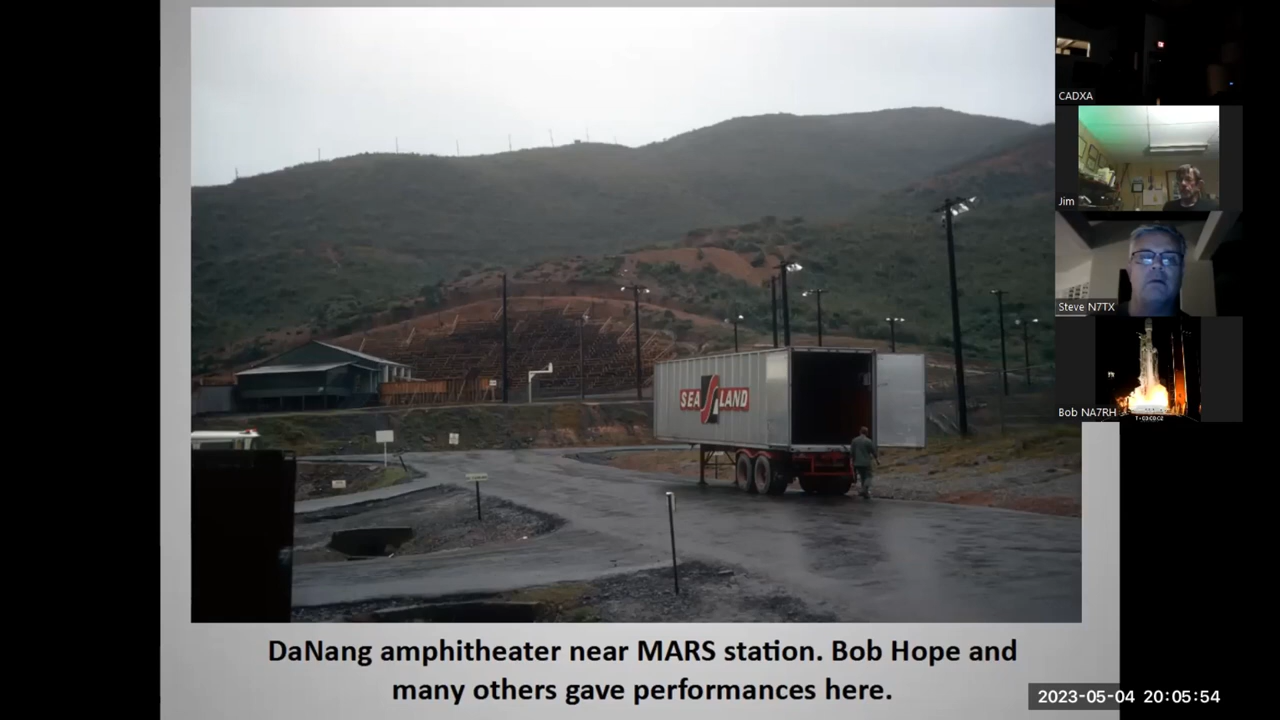 CADXA
Jim
Steve N7TX
Bob NA7RH
SEA LAND
DaNang amphitheater near MARS station. Bob Hope and
many others gave performances here.
2023-05-04 20:05:54